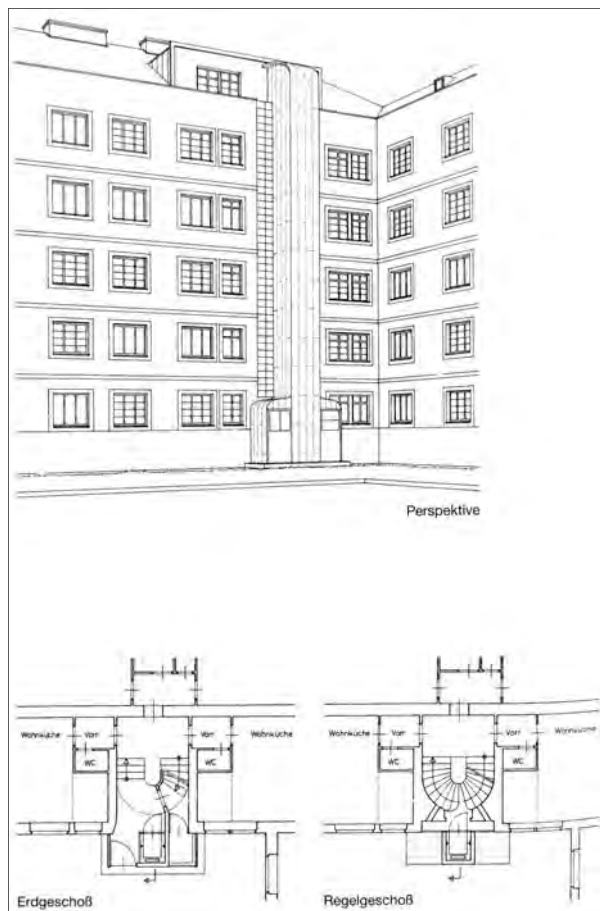 Perspektive
Wohnküche Vorr Vorr Wohnküche
WC WC
Erdgeschoß
Wohnküche Vorr Vorr Wohnküche
WC WC
Regelgeschoß